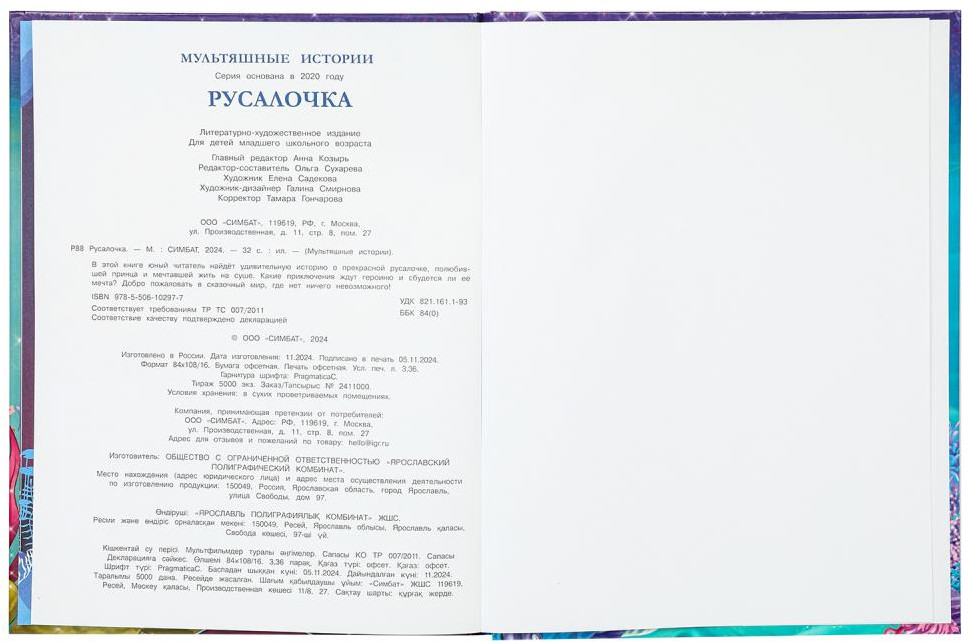 МУЛЬТЯШНЫЕ ИСТОРИИ
Серия основана в 2020 году
РУСАЛОЧКА
Литературно-художественное издание
Для детей младшего школьного возраста
Главный редактор Анна Козырь
Редактор-составитель Ольга Сухарева
Художник Елена Садекова
Художник-дизайнер Галина Смирнова
Корректор Тамара Гончарова
ООО «СИМБАТ», 119619, РФ, г. Москва,
ул. Производственная, д. 11, стр. 8, пом. 27
Р88 Русалочка. — М. : СИМБАТ, 2024. — 32 с. : ил. — (Мультяшные истории).
В этой книге юный читатель найдёт удивительную историю о прекрасной русалочке, полюбив-
шей принца и мечтавшей жить на суше. Какие приключения ждут героиню и сбудется ли её
мечта? Добро пожаловать в сказочный мир, где нет ничего невозможного!
ISBN 978-5-506-10297-7
УДК 821.161.1-93
Соответствует требованиям ТР ТС 007/2011
ББК 84(0)
Соответствие качеству подтверждено декларацией
© ООО «СИМБАТ», 2024
Изготовлено в России. Дата изготовления: 11.2024. Подписано в печать 05.11.2024.
Формат 84х108/16. Бумага офсетная. Печать офсетная. Усл. печ. л. 3,36.
Гарнитура шрифта: PragmaticaC.
Тираж 5000 экз. Заказ/Тапсырыс № 2411000.
Условия хранения: в сухих проветриваемых помещениях.
Компания, принимающая претензии от потребителей:
ООО «СИМБАТ». Адрес: РФ, 119619, г. Москва,
ул. Производственная, д. 11, стр. 8, пом. 27
Адрес для отзывов и пожеланий по товару: hello@igr.ru
Изготовитель: ОБЩЕСТВО С ОГРАНИЧЕННОЙ ОТВЕТСТВЕННОСТЬЮ «ЯРОСЛАВСКИЙ
ПОЛИГРАФИЧЕСКИЙ КОМБИНАТ».
Место нахождения (адрес юридического лица) и адрес места осуществления деятельности
по изготовлению продукции: 150049, Россия, Ярославская область, город Ярославль,
улица Свободы, дом 97.
Өндіруші: «ЯРОСЛАВЛЬ ПОЛИГРАФИЯЛЫҚ КОМБИНАТ» ЖШС.
Ресми және өндіріс орналасқан мекені: 150049, Ресей, Ярославль облысы, Ярославль қаласы,
Свобода көшесі, 97-ші үй.
Кішкентай су перісі. Мультфильмдер туралы әңгімелер. Сапасы КО ТР 007/2011. Сапасы
Декларацияға сәйкес. Өлшемі 84х108/16. 3,36 парақ, Қағаз түрі: офсет. Қағаз: офсет.
Шрифт түрі: PragmaticaC. Баспадан шыққан күні: 05.11.2024. Дайындалған күні: 11.2024.
Таралымы 5000 дана. Ресейде жасалған. Шағым қабылдаушы ұйым: «Симбат» ЖШС 119619,
Ресей, Мәскеу қаласы, Производственная көшесі 11/8, 27. Сақтау шарты: құрғақ жерде.